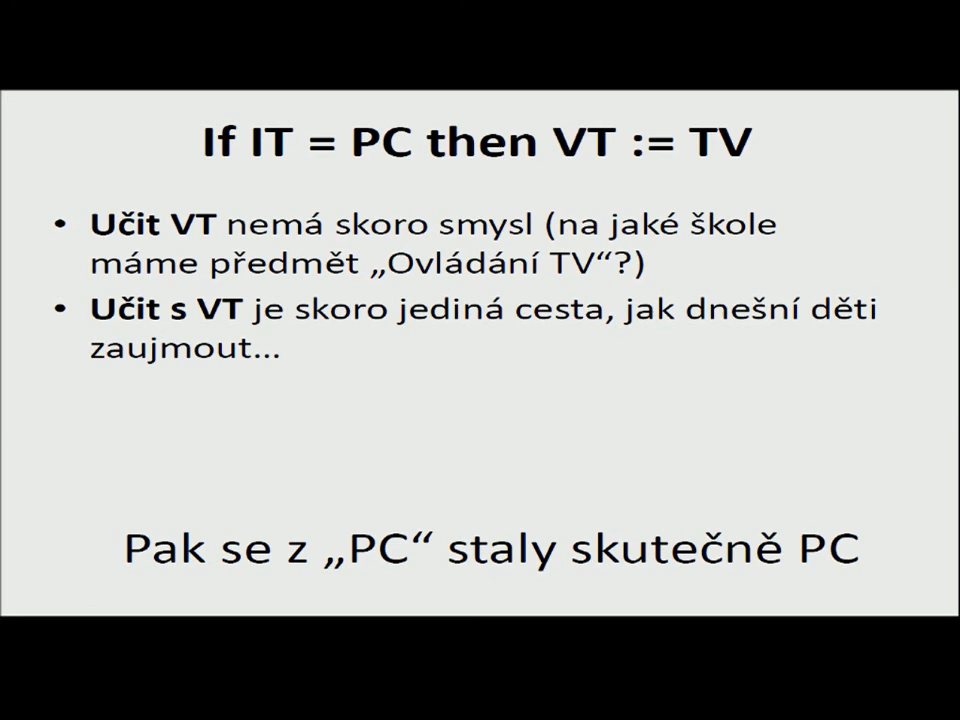 If IT = PC then VT := TV
• Učit VT nemá skoro smysl (na jaké škole
máme předmět „Ovládání TV“?)
• Učit s VT je skoro jediná cesta, jak dnešní děti
zaujmout...
Pak se z „PC“ staly skutečně PC